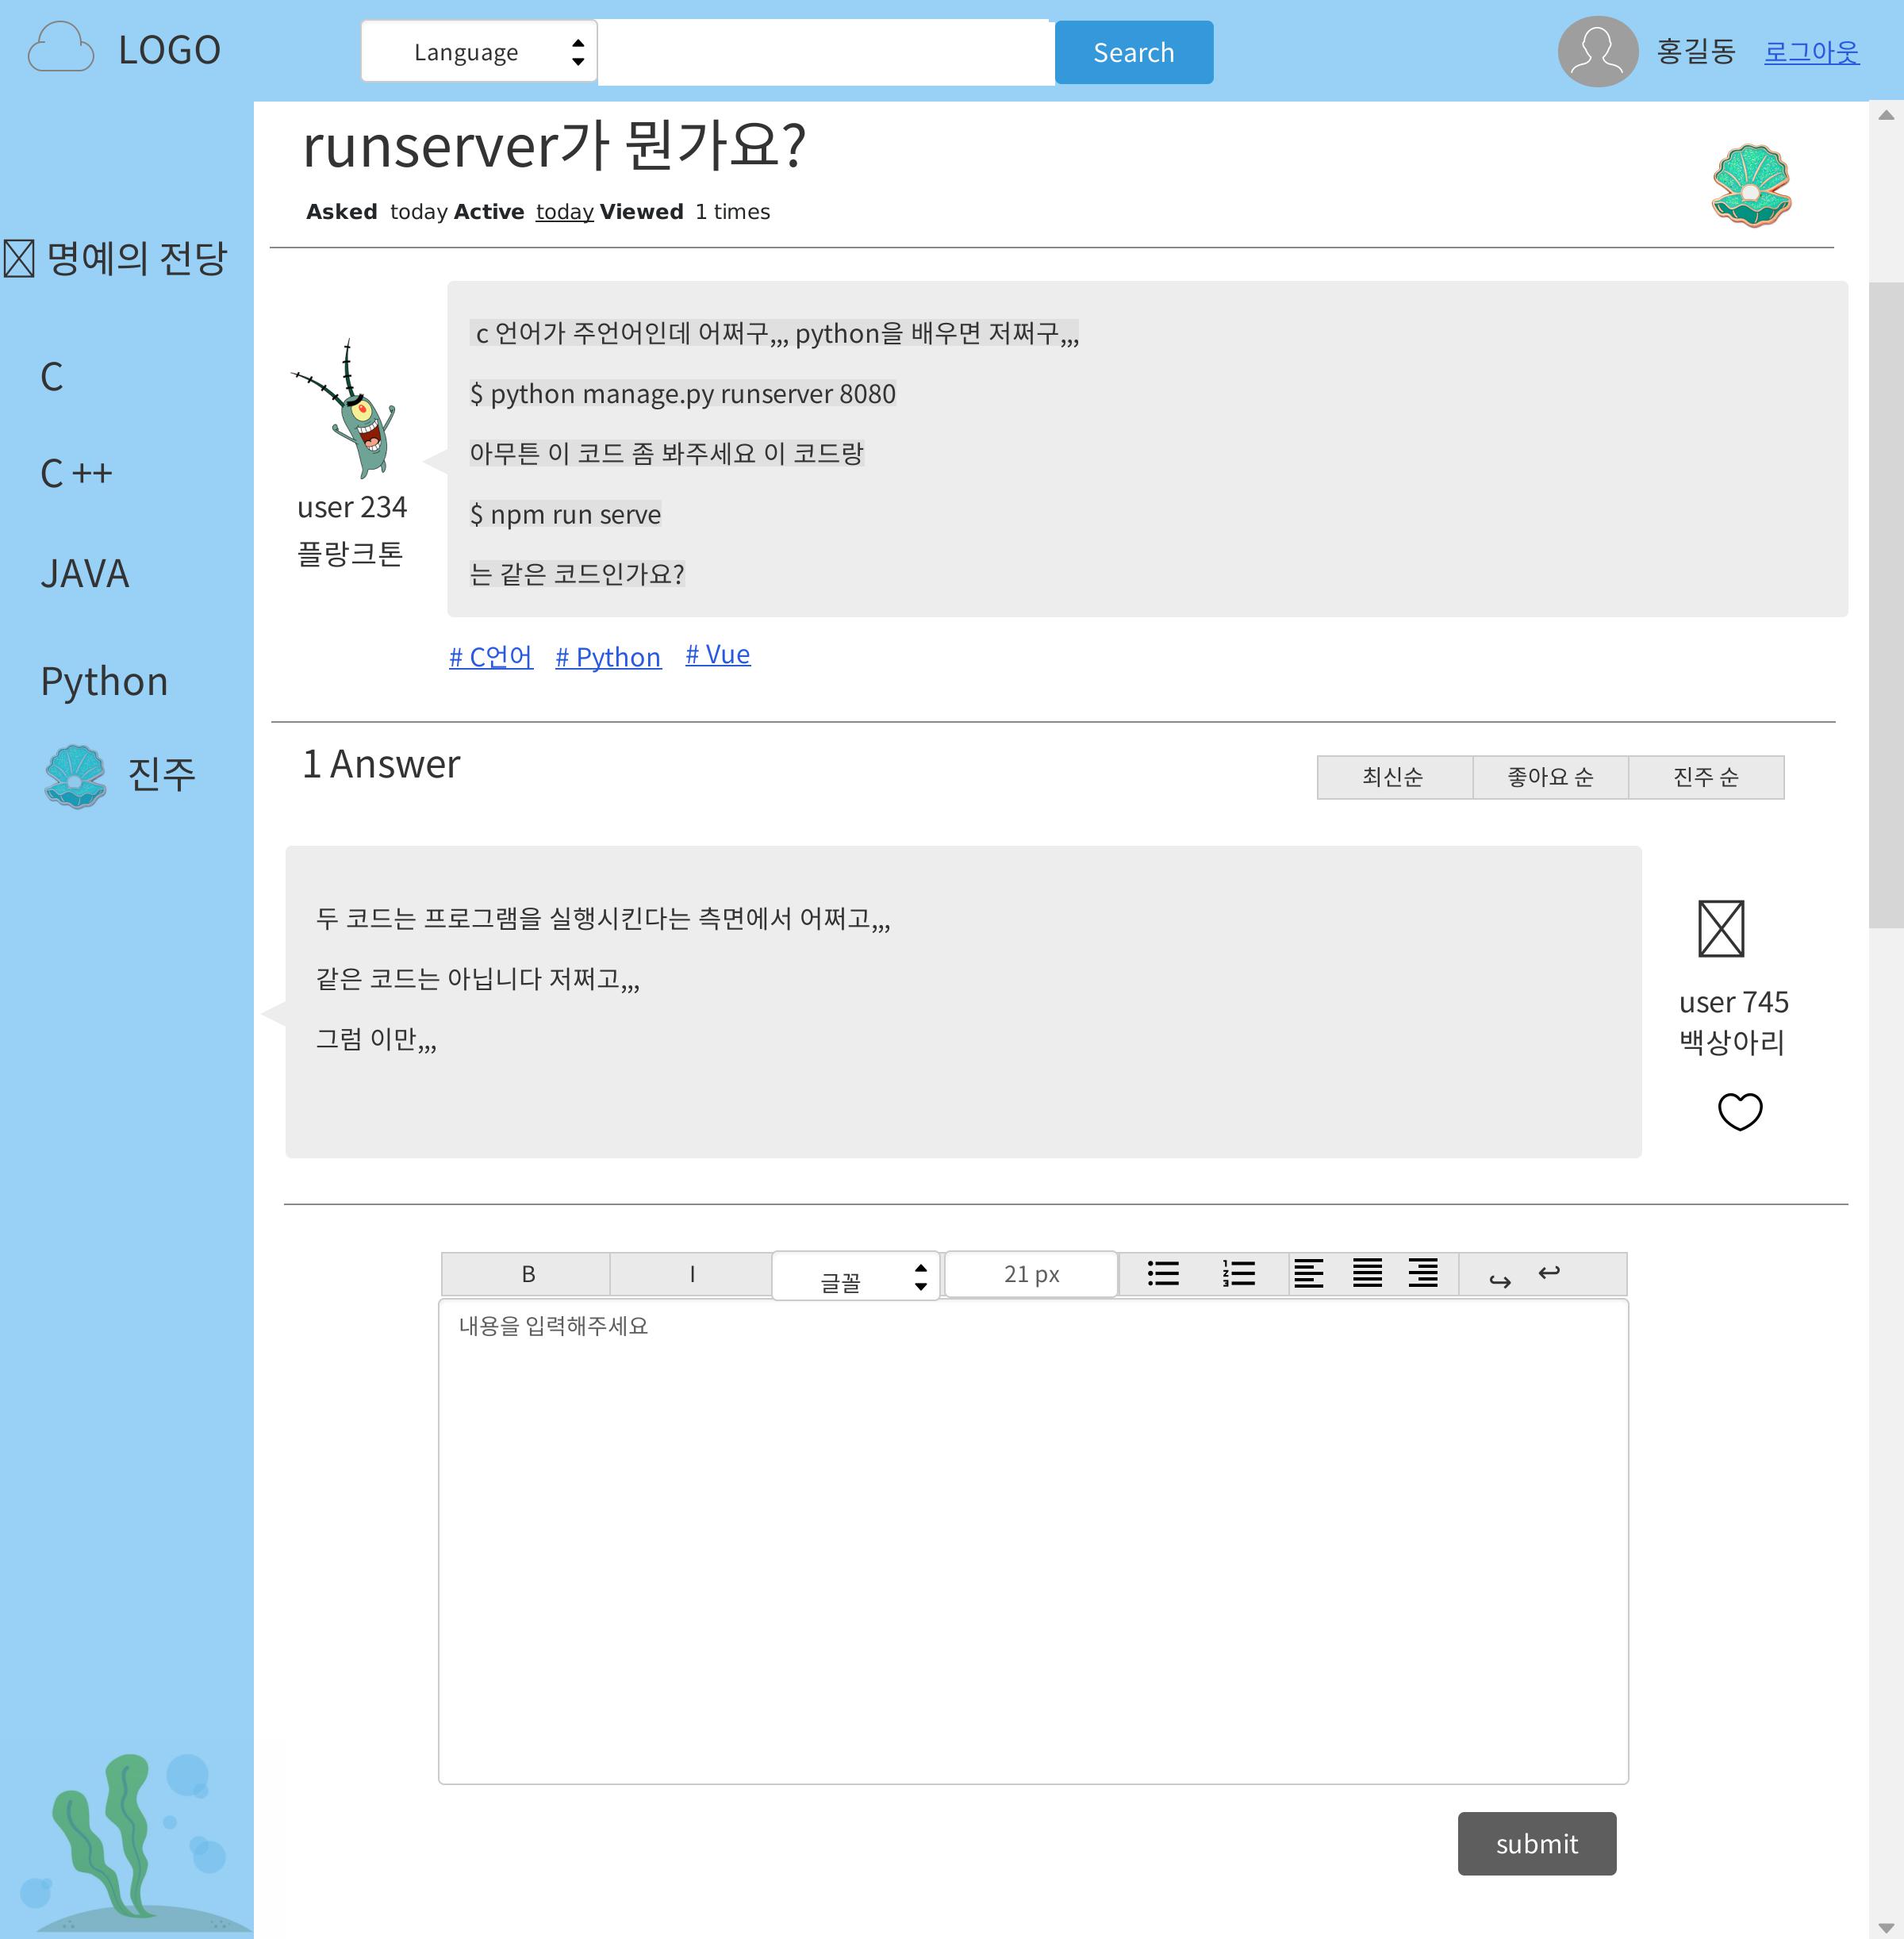 LOGO
Language
Search
홍길동
로그아웃
runserver가 뭔가요?
Asked today Active today Viewed 1 times
명예의 전당
C
C ++
JAVA
Python
진주
c 언어가 주언어인데 어쩌구,,, python을 배우면 저쩌구,,,
$ python manage.py runserver 8080
아무튼 이 코드 좀 봐주세요 이 코드랑
$ npm run serve
는 같은 코드인가요?
user 234
플랑크톤
# C언어 # Python # Vue
1 Answer
최신순 좋아요 순 진주 순
두 코드는 프로그램을 실행시킨다는 측면에서 어쩌고,,,
같은 코드는 아닙니다 저쩌고,,,
그럼 이만,,,
user 745
백상아리
B I 글꼴 21 px
내용을 입력해주세요
submit